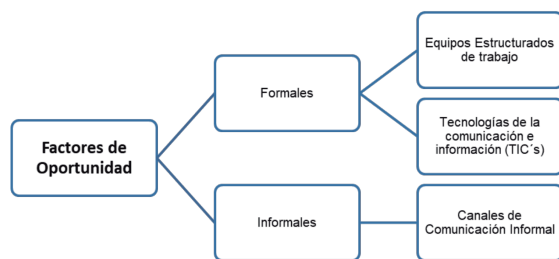 Equipos Estructurados
de trabajo
Formales
Tecnologías de la
comunicación e
información (TIC´s)
Factores de
Oportunidad
Informales
Canales de
Comunicación Informal